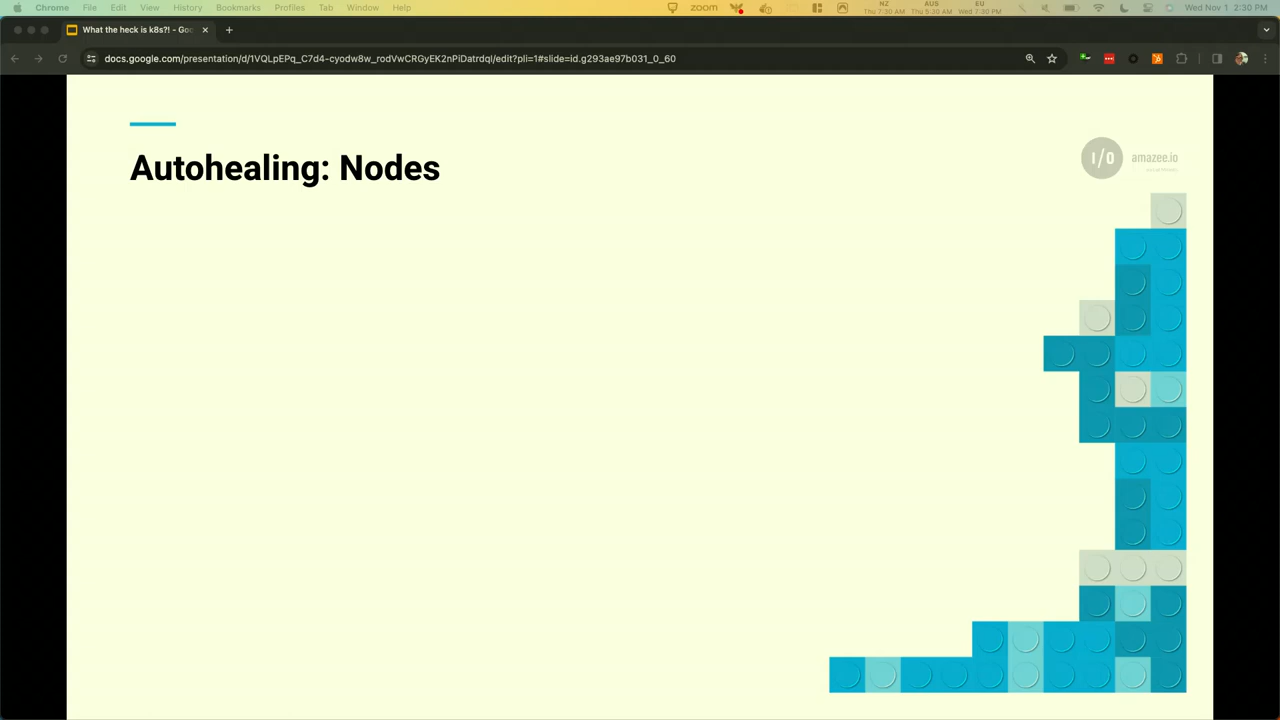 Chrome File Edit View History Bookmarks Profiles Tab Window Help
zoom
NZ AUS EU
Thu 7:30 AM Thu 5:30 AM Wed 7:30 PM
Wed Nov 1 2:30 PM
What the heck is k8s?! - Goo
docs.google.com/presentation/d/1VQLpEPq_C7d4-cyodw8w_rodVwCRGyEK2nPiDatrdqI/edit?pli=1#slide=id.g293ae97b031_0_60
Autohealing: Nodes
I/O
amazee.io